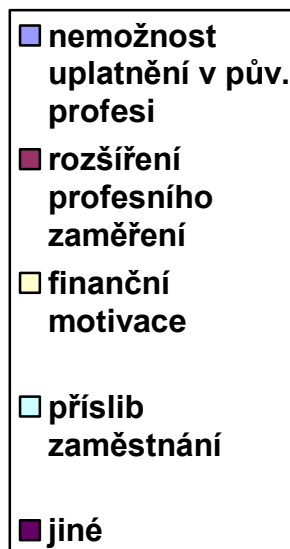 nemožnost
uplatnění v pův.
profesi
rozšíření
profesního
zaměření
finanční
motivace
příslib
zaměstnání
jiné